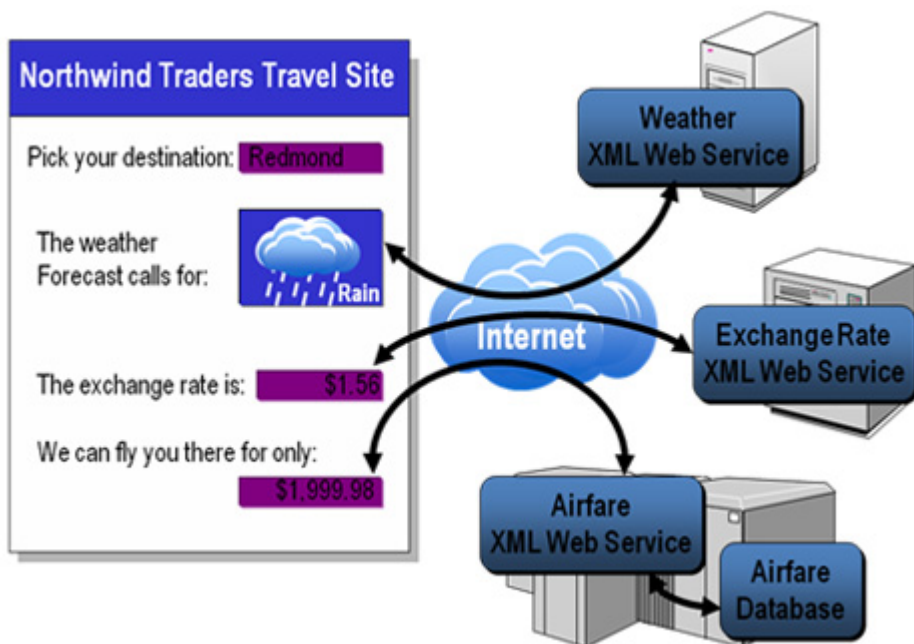 Northwind Traders Travel Site
Pick your destination: Redmond
The weather
Forecast calls for:
Rain
The exchange rate is: $1.56
We can fly you there for only:
$1,999.98
Internet
Weather
XML Web Service
Exchange Rate
XML Web Service
Airfare
XML Web Service
Airfare
Database